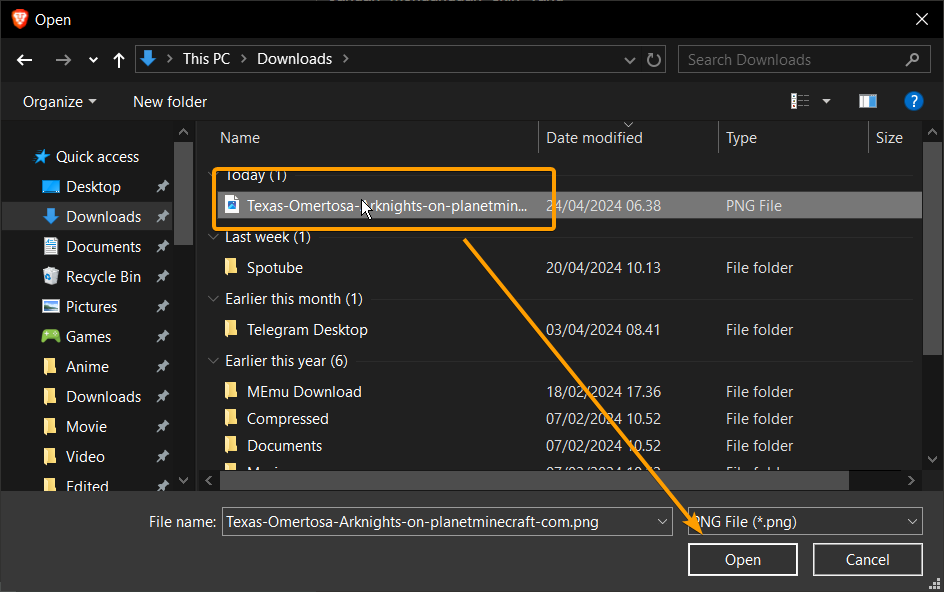 Open
This PC > Downloads >
Search Downloads
Organize
New folder
?
Name
Date modified
Type
Size
Quick access
Desktop
Downloads
Documents
Recycle Bin
Pictures
Games
Anime
Downloads
Movie
Video
Edited
Today (1)
Texas-Omertosa-Arknights-on-planetmin... 24/04/2024 06.38 PNG File
Last week (1)
Spotube 20/04/2024 10.13 File folder
Earlier this month (1)
Telegram Desktop 03/04/2024 08.41 File folder
Earlier this year (6)
MEmu Download 18/02/2024 17.36 File folder
Compressed 07/02/2024 10.52 File folder
Documents 07/02/2024 10.52 File folder
File name: Texas-Omertosa-Arknights-on-planetminecraft-com.png
PNG File (*.png)
Open
Cancel